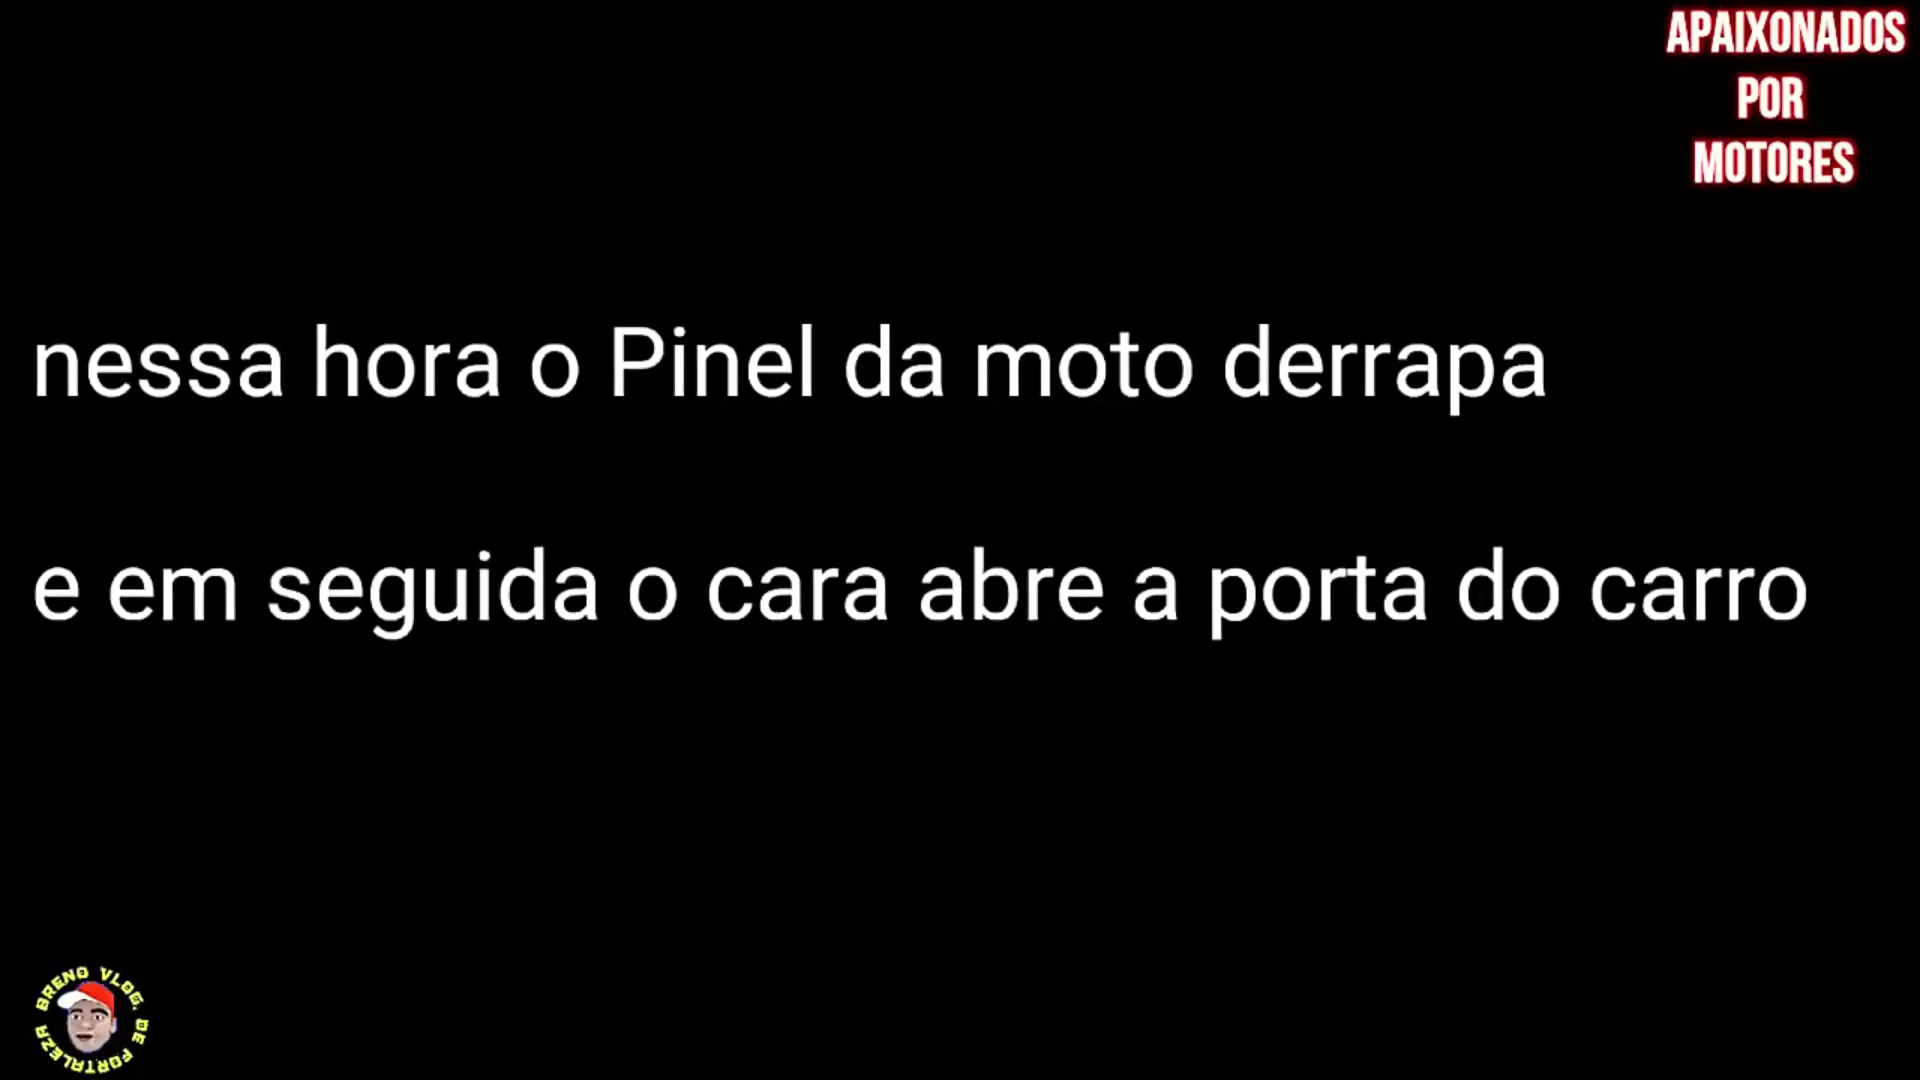 APAIXONADOS
POR
MOTORES
nessa hora o Pinel da moto derrapa
e em seguida o cara abre a porta do carro
BRENO VLOG. DE FORTALEZA